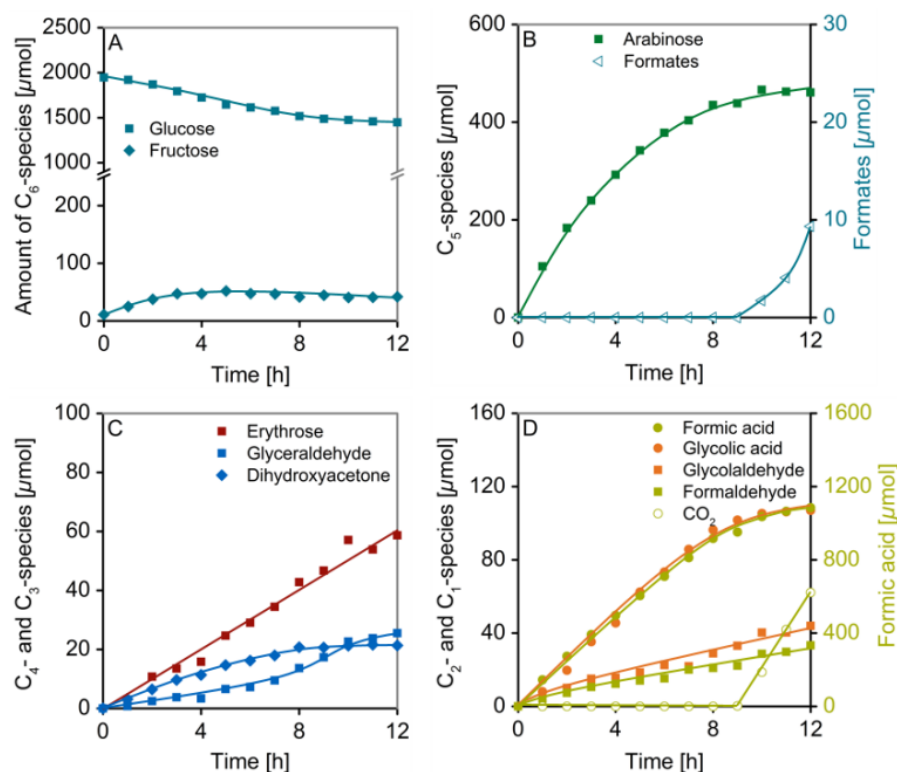 A
Amount of C6-species [µmol]
2500
2000
1500
1000
200
100
0
Glucose
Fructose
0 4 8 12
Time [h]
B
C5-species [µmol]
600
400
200
0
Arabinose
Formates
30
20
10
0
Formates [µmol]
0 4 8 12
Time [h]
C
C4- and C3-species [µmol]
100
80
60
40
20
0
Erythrose
Glyceraldehyde
Dihydroxyacetone
0 4 8 12
Time [h]
D
C2- and C1-species [µmol]
160
120
80
40
0
Formic acid
Glycolic acid
Glycolaldehyde
Formaldehyde
CO2
1600
1200
800
400
0
Formic acid [µmol]
0 4 8 12
Time [h]